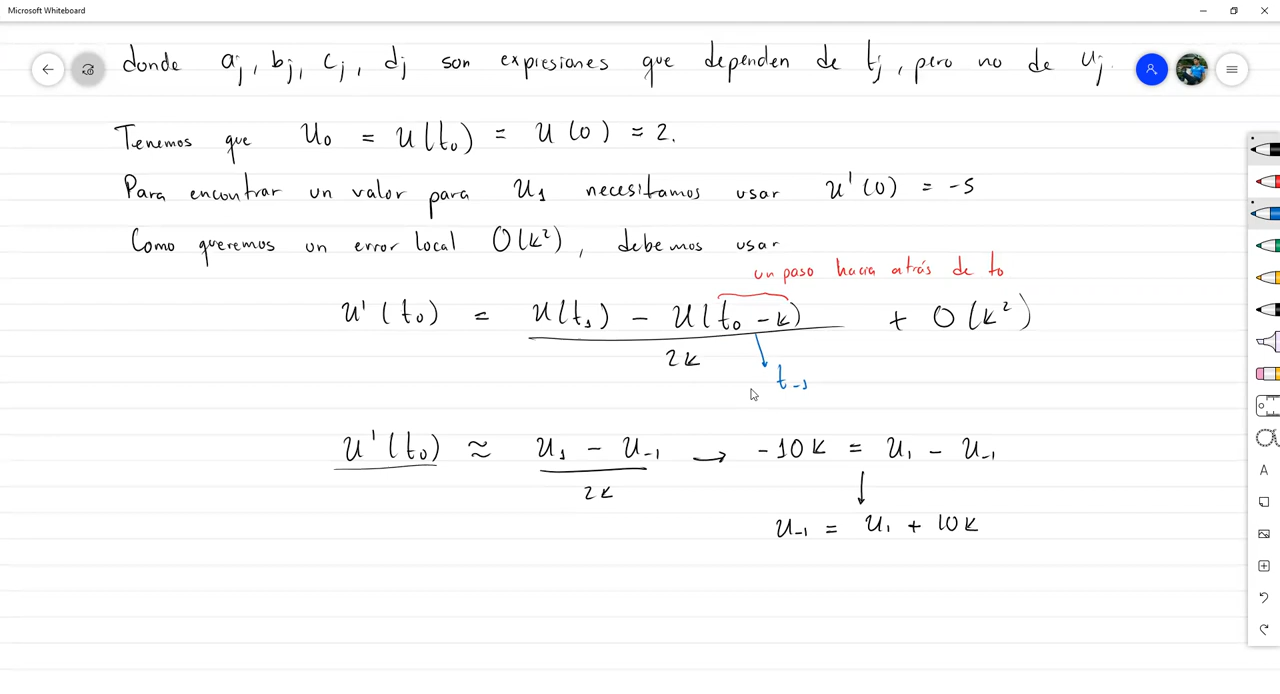 Microsoft Whiteboard
donde aj, bj, cj, dj son expresiones que dependen de tj, pero no de uj.
Tenemos que u₀ = u(t₀) = u(0) = 2.
Para encontrar un valor para u₁ necesitamos usar u'(0) = -5
Como queremos un error local O(k²), debemos usar
un paso hacia atrás de t₀
u'(t₀) = u(t₁) - u(t₀ - k) + O(k²)
2k
t₋₁
u'(t₀) ≈ u₁ - u₋₁ → -10k = u₁ - u₋₁
2k
↓
u₋₁ = u₁ + 10k
A